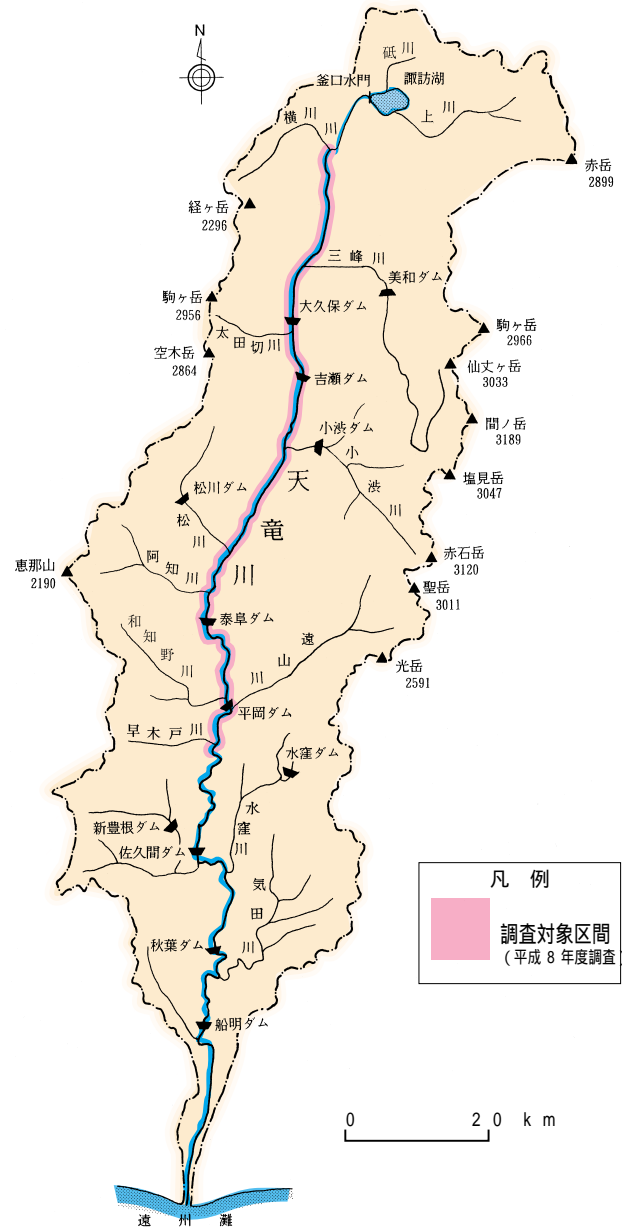 N
砥川
釜口水門
諏訪湖
横川川
上川
赤岳
2899
経ヶ岳
2296
三峰川
美和ダム
駒ヶ岳
2956
大久保ダム
太田切川
駒ヶ岳
2966
空木岳
2864
仙丈ヶ岳
3033
吉瀬ダム
間ノ岳
3189
小渋ダム
小渋川
塩見岳
3047
松川ダム
松川
天竜川
赤石岳
3120
恵那山
2190
阿知川
聖岳
3011
泰阜ダム
和知野川
遠山川
光岳
2591
平岡ダム
早木戸川
水窪ダム
水窪川
新豊根ダム
佐久間ダム
気田川
凡例
調査対象区間
(平成8年度調査)
秋葉ダム
船明ダム
0 20km
遠州灘